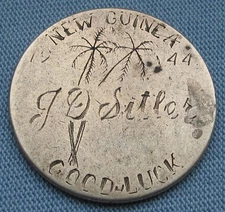 NEW GUINEA
44
J D Sitler
GOOD LUCK